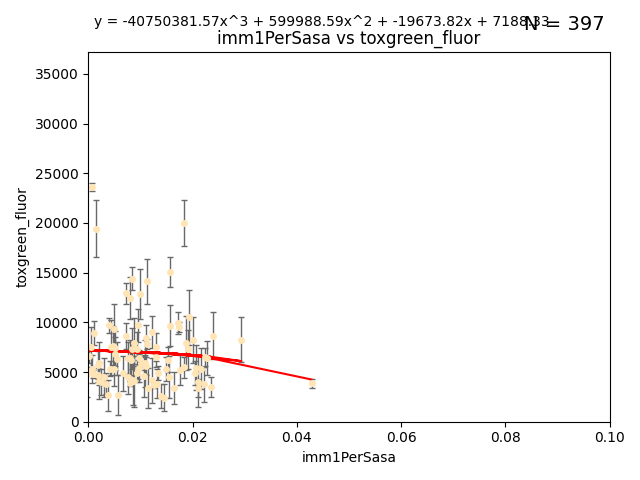 y = -40750381.57x^3 + 599988.59x^2 + -19673.82x + 7188.33
N = 397
imm1PerSasa vs toxgreen_fluor
35000
30000
25000
20000
15000
10000
5000
0
toxgreen_fluor
0.00 0.02 0.04 0.06 0.08 0.10
imm1PerSasa